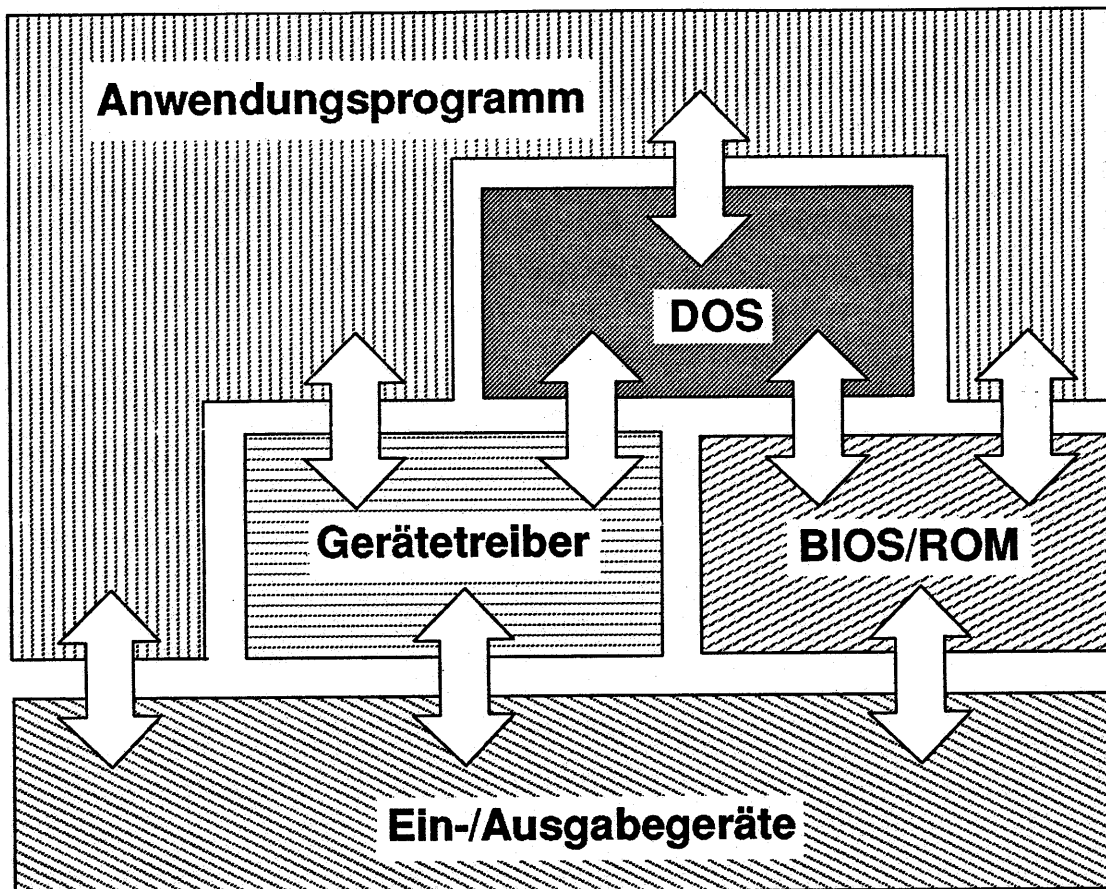 Anwendungsprogramm
DOS
Gerätetreiber
BIOS/ROM
Ein-/Ausgabegeräte